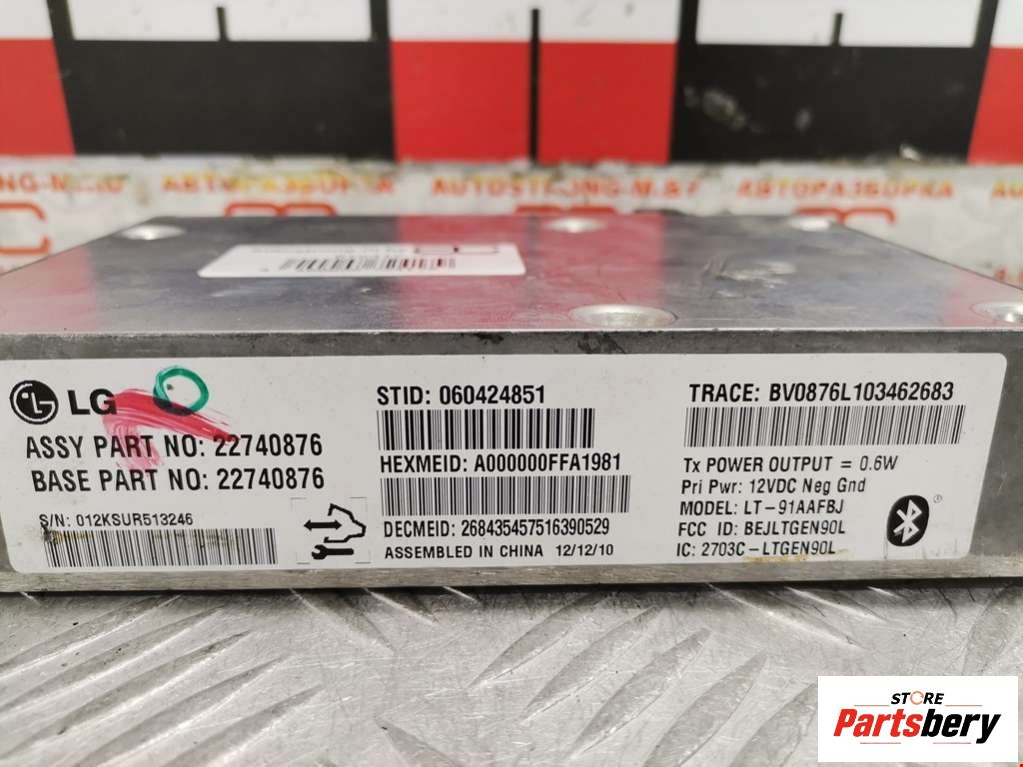 АВТОРАЗБОРКА
АВТОРАЗБОРКА
LG
ASSY PART NO: 22740876
BASE PART NO: 22740876
S/N: 012KSUR513246
STID: 060424851
HEXMEID: A000000FFA1981
DECMEID: 268435457516390529
ASSEMBLED IN CHINA 12/12/10
TRACE: BV0876L103462683
Tx POWER OUTPUT = 0.6W
Pri Pwr: 12VDC Neg Gnd
MODEL: LT-91AAFBJ
FCC ID: BEJLTGEN90L
IC: 2703C-LTGEN90L
STORE
Partsbery